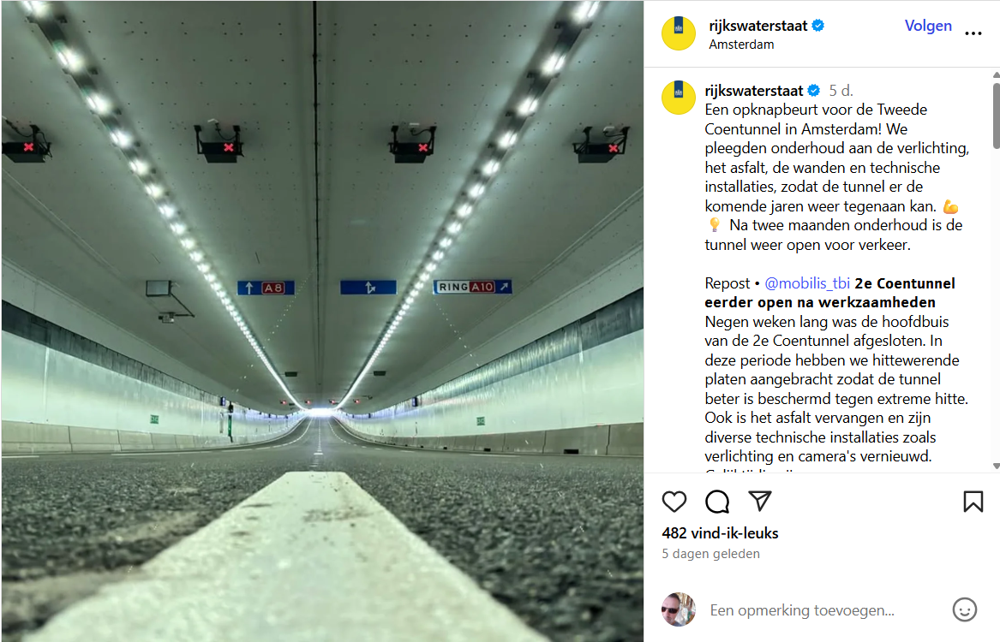 A8
RING A10
rijkswaterstaat
Volgen
Amsterdam
rijkswaterstaat 5 d.
Een opknapbeurt voor de Tweede
Coentunnel in Amsterdam! We
pleegden onderhoud aan de verlichting,
het asfalt, de wanden en technische
installaties, zodat de tunnel er de
komende jaren weer tegenaan kan. 💪
💡 Na twee maanden onderhoud is de
tunnel weer open voor verkeer.
Repost • @mobilis_tbi 2e Coentunnel
eerder open na werkzaamheden
Negen weken lang was de hoofdbuis
van de 2e Coentunnel afgesloten. In
deze periode hebben we hittewerende
platen aangebracht zodat de tunnel
beter is beschermd tegen extreme hitte.
Ook is het asfalt vervangen en zijn
diverse technische installaties zoals
verlichting en camera's vernieuwd.
482 vind-ik-leuks
5 dagen geleden
Een opmerking toevoegen...